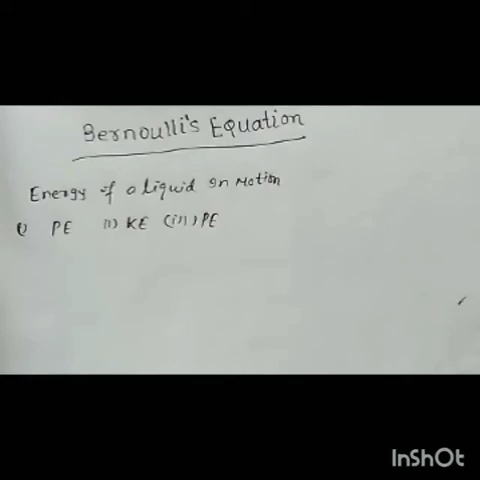 Bernoulli's Equation
Energy of a liquid In Motion
(i) PE (ii) KE (iii) PE
InShOt